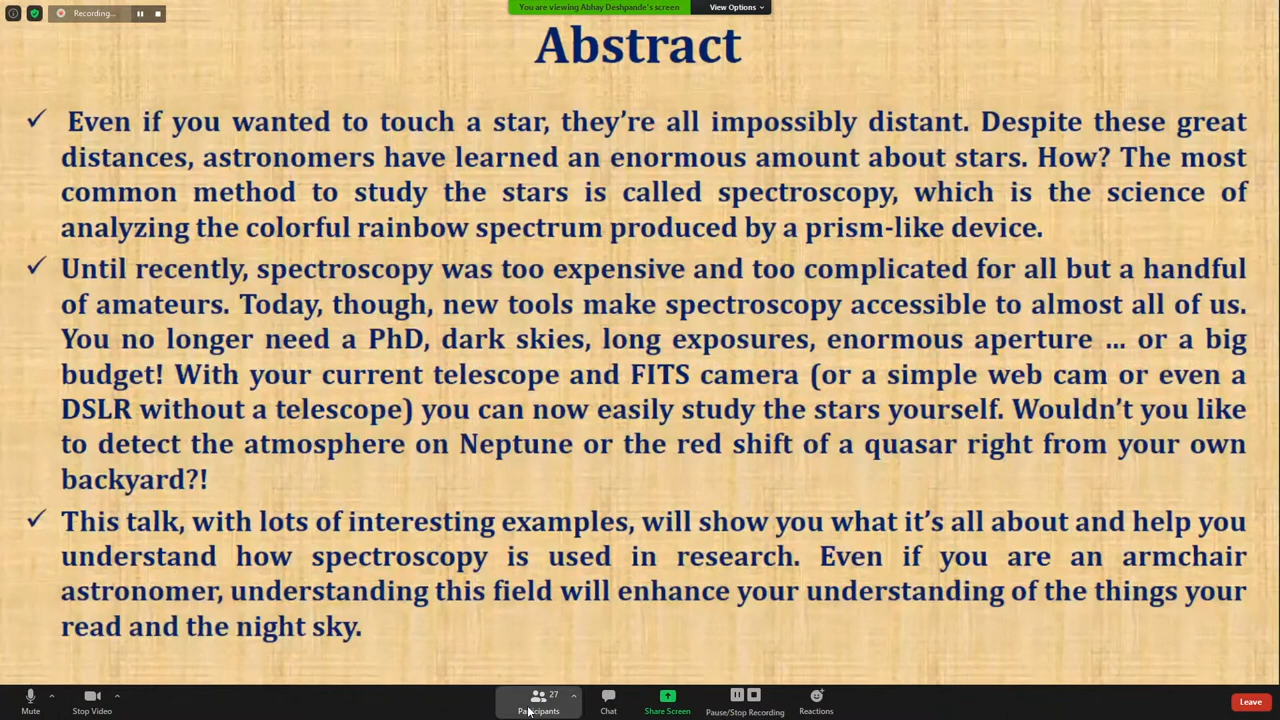 Recording...
You are viewing Abhay Deshpande's screen
View Options
Abstract
✓ Even if you wanted to touch a star, they’re all impossibly distant. Despite these great
distances, astronomers have learned an enormous amount about stars. How? The most
common method to study the stars is called spectroscopy, which is the science of
analyzing the colorful rainbow spectrum produced by a prism-like device.
✓ Until recently, spectroscopy was too expensive and too complicated for all but a handful
of amateurs. Today, though, new tools make spectroscopy accessible to almost all of us.
You no longer need a PhD, dark skies, long exposures, enormous aperture ... or a big
budget! With your current telescope and FITS camera (or a simple web cam or even a
DSLR without a telescope) you can now easily study the stars yourself. Wouldn’t you like
to detect the atmosphere on Neptune or the red shift of a quasar right from your own
backyard?!
✓ This talk, with lots of interesting examples, will show you what it’s all about and help you
understand how spectroscopy is used in research. Even if you are an armchair
astronomer, understanding this field will enhance your understanding of the things your
read and the night sky.
Mute
Stop Video
27
Participants
Chat
Share Screen
Pause/Stop Recording
Reactions
Leave